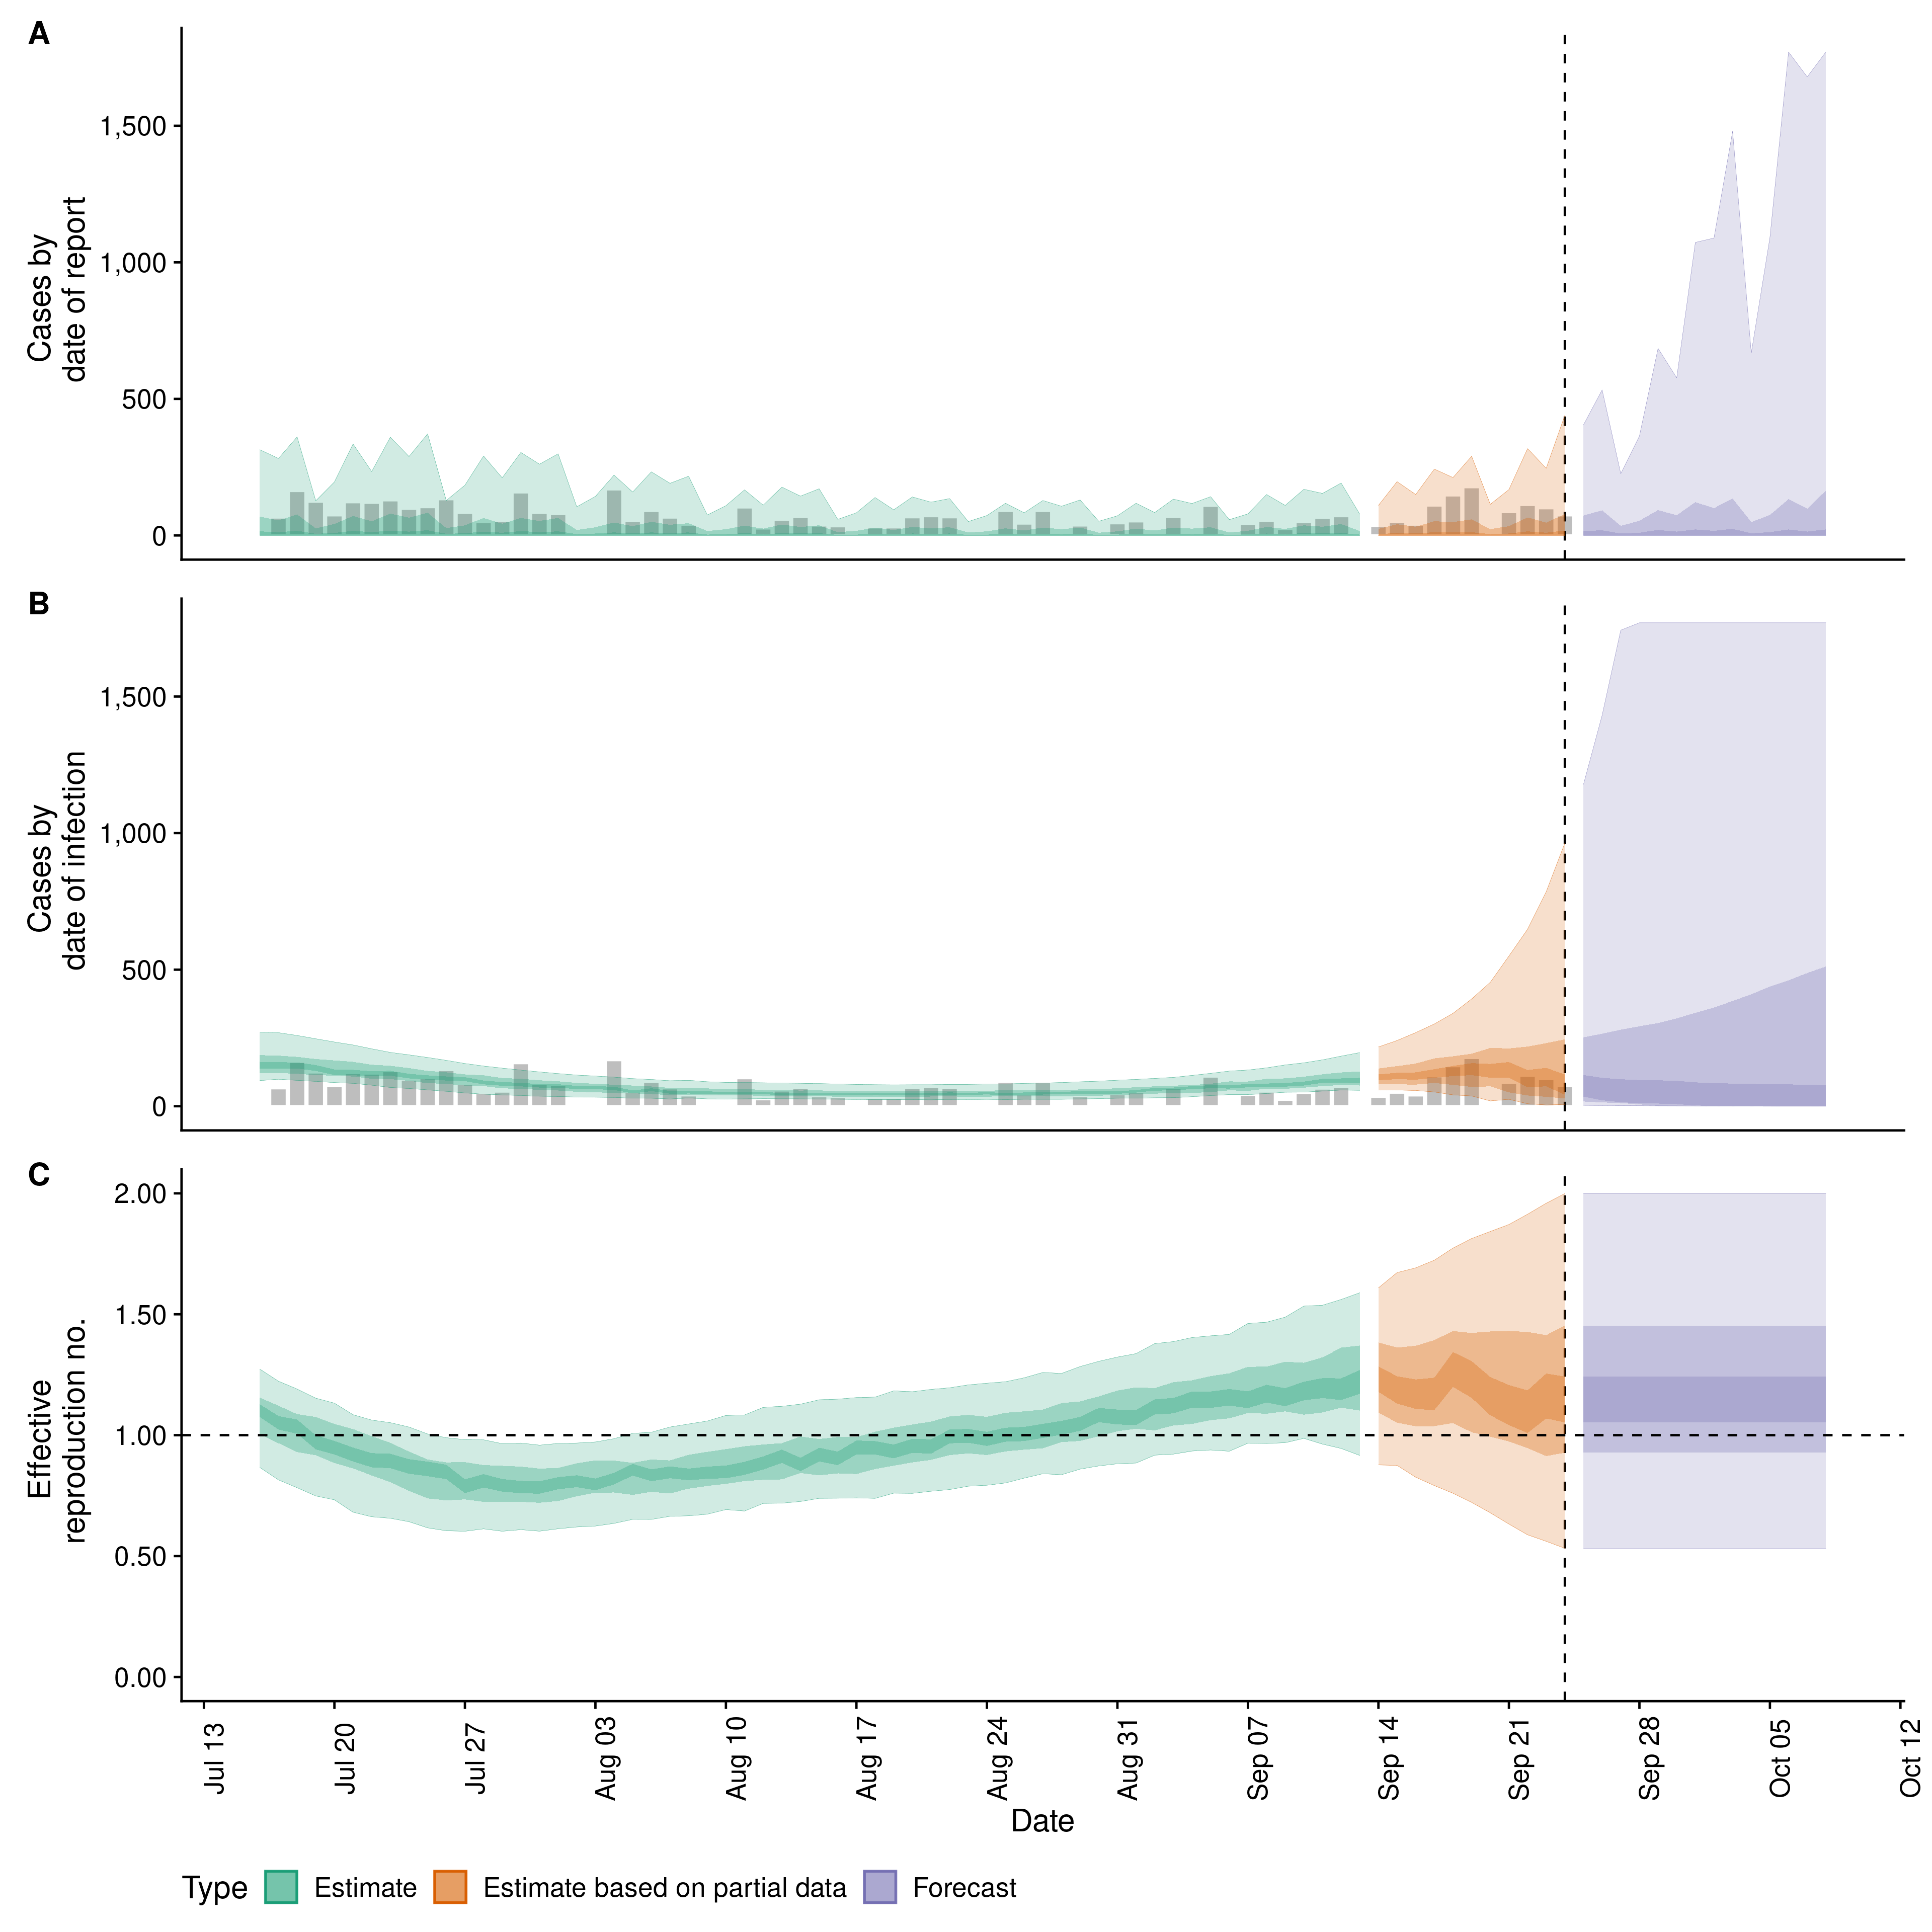 A
Cases by
date of report
1,500
1,000
500
0
B
Cases by
date of infection
1,500
1,000
500
0
C
Effective
reproduction no.
2.00
1.50
1.00
0.50
0.00
Jul 13
Jul 20
Jul 27
Aug 03
Aug 10
Aug 17
Aug 24
Aug 31
Sep 07
Sep 14
Sep 21
Sep 28
Oct 05
Oct 12
Date
Type Estimate Estimate based on partial data Forecast